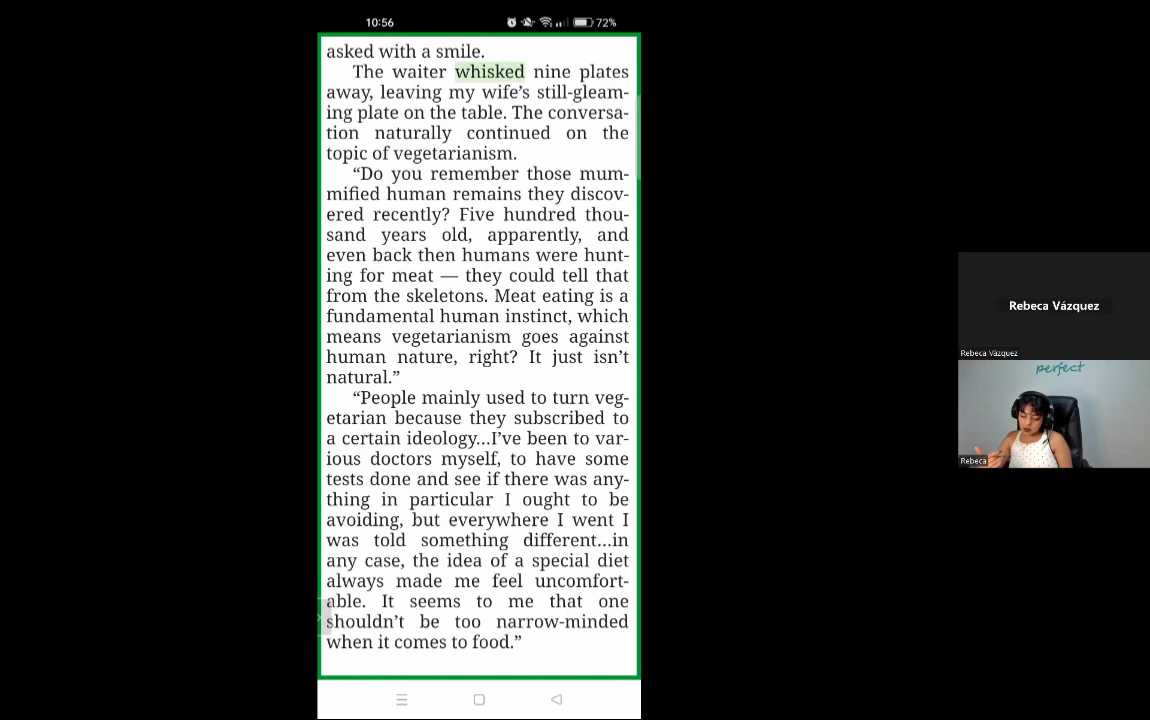 10:56
72%
asked with a smile.
The waiter whisked nine plates
away, leaving my wife’s still-gleam-
ing plate on the table. The conversa-
tion naturally continued on the
topic of vegetarianism.
“Do you remember those mum-
mified human remains they discov-
ered recently? Five hundred thou-
sand years old, apparently, and
even back then humans were hunt-
ing for meat — they could tell that
from the skeletons. Meat eating is a
fundamental human instinct, which
means vegetarianism goes against
human nature, right? It just isn’t
natural.”
“People mainly used to turn veg-
etarian because they subscribed to
a certain ideology...I’ve been to var-
ious doctors myself, to have some
tests done and see if there was any-
thing in particular I ought to be
avoiding, but everywhere I went I
was told something different...in
any case, the idea of a special diet
always made me feel uncomfort-
able. It seems to me that one
shouldn’t be too narrow-minded
when it comes to food.”
Rebeca Vázquez
Rebeca Vázquez
perfect
Rebeca